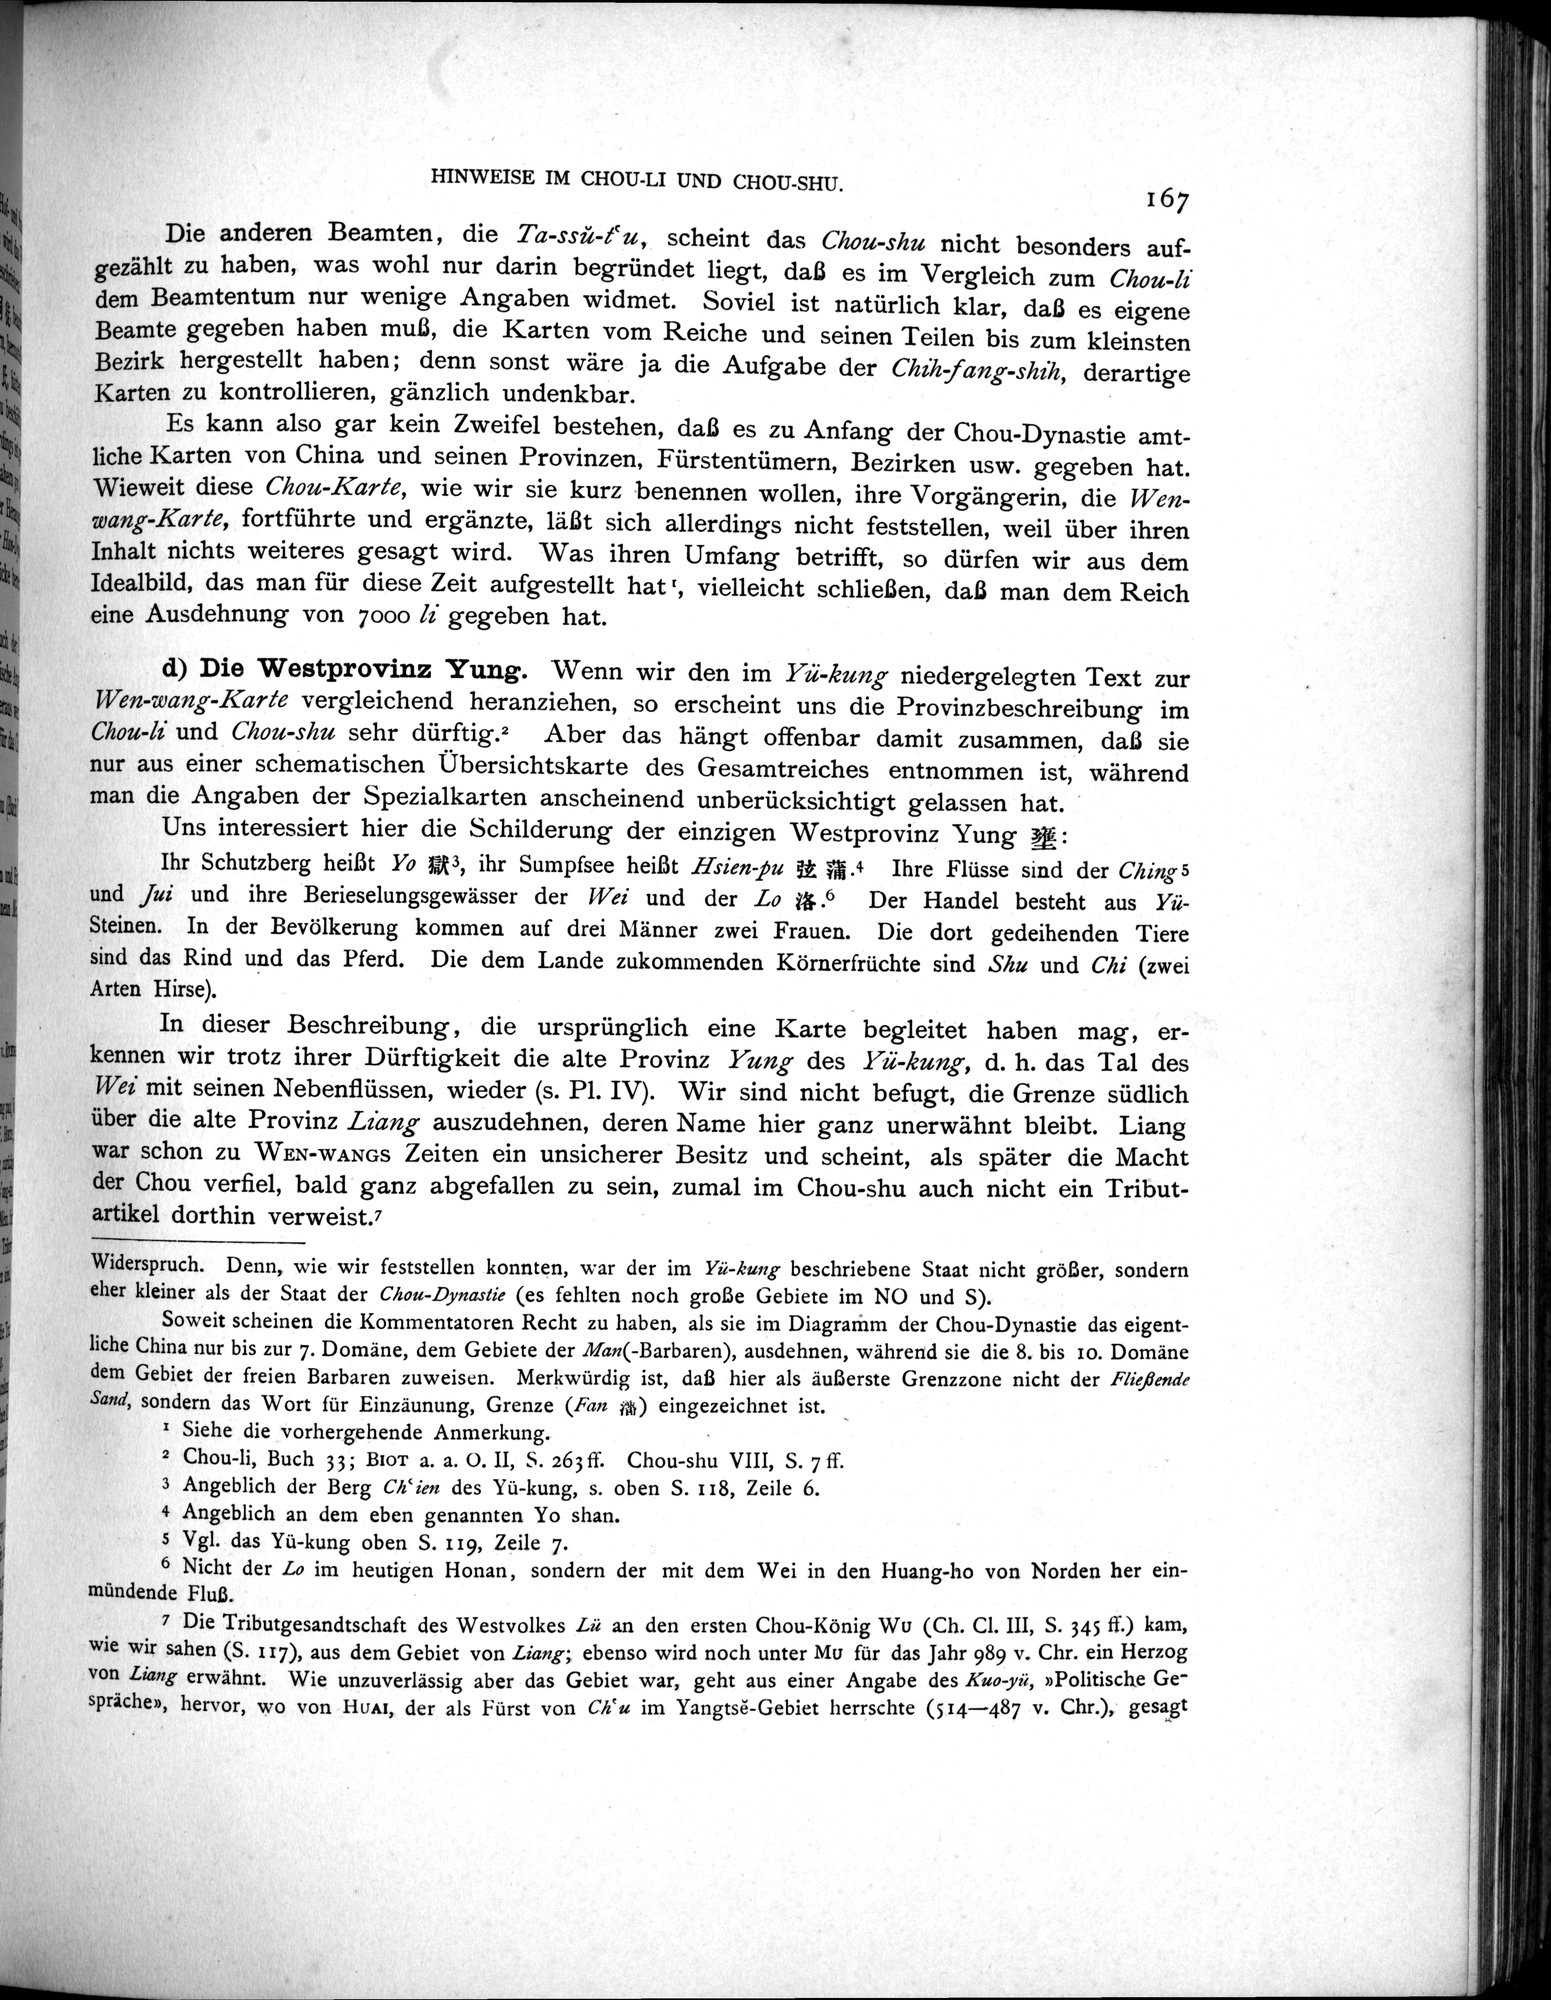 HINWEISE IM CHOU-LI UND CHOU-SHU.
167
Die anderen Beamten, die Ta-ssŭ-tʿu, scheint das Chou-shu nicht besonders auf-
gezählt zu haben, was wohl nur darin begründet liegt, daß es im Vergleich zum Chou-li
dem Beamtentum nur wenige Angaben widmet. Soviel ist natürlich klar, daß es eigene
Beamte gegeben haben muß, die Karten vom Reiche und seinen Teilen bis zum kleinsten
Bezirk hergestellt haben; denn sonst wäre ja die Aufgabe der Chih-fang-shih, derartige
Karten zu kontrollieren, gänzlich undenkbar.
Es kann also gar kein Zweifel bestehen, daß es zu Anfang der Chou-Dynastie amt-
liche Karten von China und seinen Provinzen, Fürstentümern, Bezirken usw. gegeben hat.
Wieweit diese Chou-Karte, wie wir sie kurz benennen wollen, ihre Vorgängerin, die Wen-
wang-Karte, fortführte und ergänzte, läßt sich allerdings nicht feststellen, weil über ihren
Inhalt nichts weiteres gesagt wird. Was ihren Umfang betrifft, so dürfen wir aus dem
Idealbild, das man für diese Zeit aufgestellt hat¹, vielleicht schließen, daß man dem Reich
eine Ausdehnung von 7000 li gegeben hat.
d) Die Westprovinz Yung. Wenn wir den im Yü-kung niedergelegten Text zur
Wen-wang-Karte vergleichend heranziehen, so erscheint uns die Provinzbeschreibung im
Chou-li und Chou-shu sehr dürftig.² Aber das hängt offenbar damit zusammen, daß sie
nur aus einer schematischen Übersichtskarte des Gesamtreiches entnommen ist, während
man die Angaben der Spezialkarten anscheinend unberücksichtigt gelassen hat.
Uns interessiert hier die Schilderung der einzigen Westprovinz Yung 壅:
Ihr Schutzberg heißt Yo 嶽³, ihr Sumpfsee heißt Hsien-pu 弦蒲.⁴ Ihre Flüsse sind der Ching⁵
und Jui und ihre Berieselungsgewässer der Wei und der Lo 洛.⁶ Der Handel besteht aus Yü-
Steinen. In der Bevölkerung kommen auf drei Männer zwei Frauen. Die dort gedeihenden Tiere
sind das Rind und das Pferd. Die dem Lande zukommenden Körnerfrüchte sind Shu und Chi (zwei
Arten Hirse).
In dieser Beschreibung, die ursprünglich eine Karte begleitet haben mag, er-
kennen wir trotz ihrer Dürftigkeit die alte Provinz Yung des Yü-kung, d. h. das Tal des
Wei mit seinen Nebenflüssen, wieder (s. Pl. IV). Wir sind nicht befugt, die Grenze südlich
über die alte Provinz Liang auszudehnen, deren Name hier ganz unerwähnt bleibt. Liang
war schon zu WEN-WANGS Zeiten ein unsicherer Besitz und scheint, als später die Macht
der Chou verfiel, bald ganz abgefallen zu sein, zumal im Chou-shu auch nicht ein Tribut-
artikel dorthin verweist.⁷
Widerspruch. Denn, wie wir feststellen konnten, war der im Yü-kung beschriebene Staat nicht größer, sondern
eher kleiner als der Staat der Chou-Dynastie (es fehlten noch große Gebiete im NO und S).
Soweit scheinen die Kommentatoren Recht zu haben, als sie im Diagramm der Chou-Dynastie das eigent-
liche China nur bis zur 7. Domäne, dem Gebiete der Man(-Barbaren), ausdehnen, während sie die 8. bis 10. Domäne
dem Gebiet der freien Barbaren zuweisen. Merkwürdig ist, daß hier als äußerste Grenzzone nicht der Fließende
Sand, sondern das Wort für Einzäunung, Grenze (Fan 藩) eingezeichnet ist.
¹ Siehe die vorhergehende Anmerkung.
² Chou-li, Buch 33; BIOT a. a. O. II, S. 263 ff. Chou-shu VIII, S. 7 ff.
³ Angeblich der Berg Chʿien des Yü-kung, s. oben S. 118, Zeile 6.
⁴ Angeblich an dem eben genannten Yo shan.
⁵ Vgl. das Yü-kung oben S. 119, Zeile 7.
⁶ Nicht der Lo im heutigen Honan, sondern der mit dem Wei in den Huang-ho von Norden her ein-
mündende Fluß.
⁷ Die Tributgesandtschaft des Westvolkes Lü an den ersten Chou-König WU (Ch. Cl. III, S. 345 ff.) kam,
wie wir sahen (S. 117), aus dem Gebiet von Liang; ebenso wird noch unter MU für das Jahr 989 v. Chr. ein Herzog
von Liang erwähnt. Wie unzuverlässig aber das Gebiet war, geht aus einer Angabe des Kuo-yü, »Politische Ge-
spräche», hervor, wo von HUAI, der als Fürst von Chʿu im Yangtsĕ-Gebiet herrschte (514—487 v. Chr.), gesagt